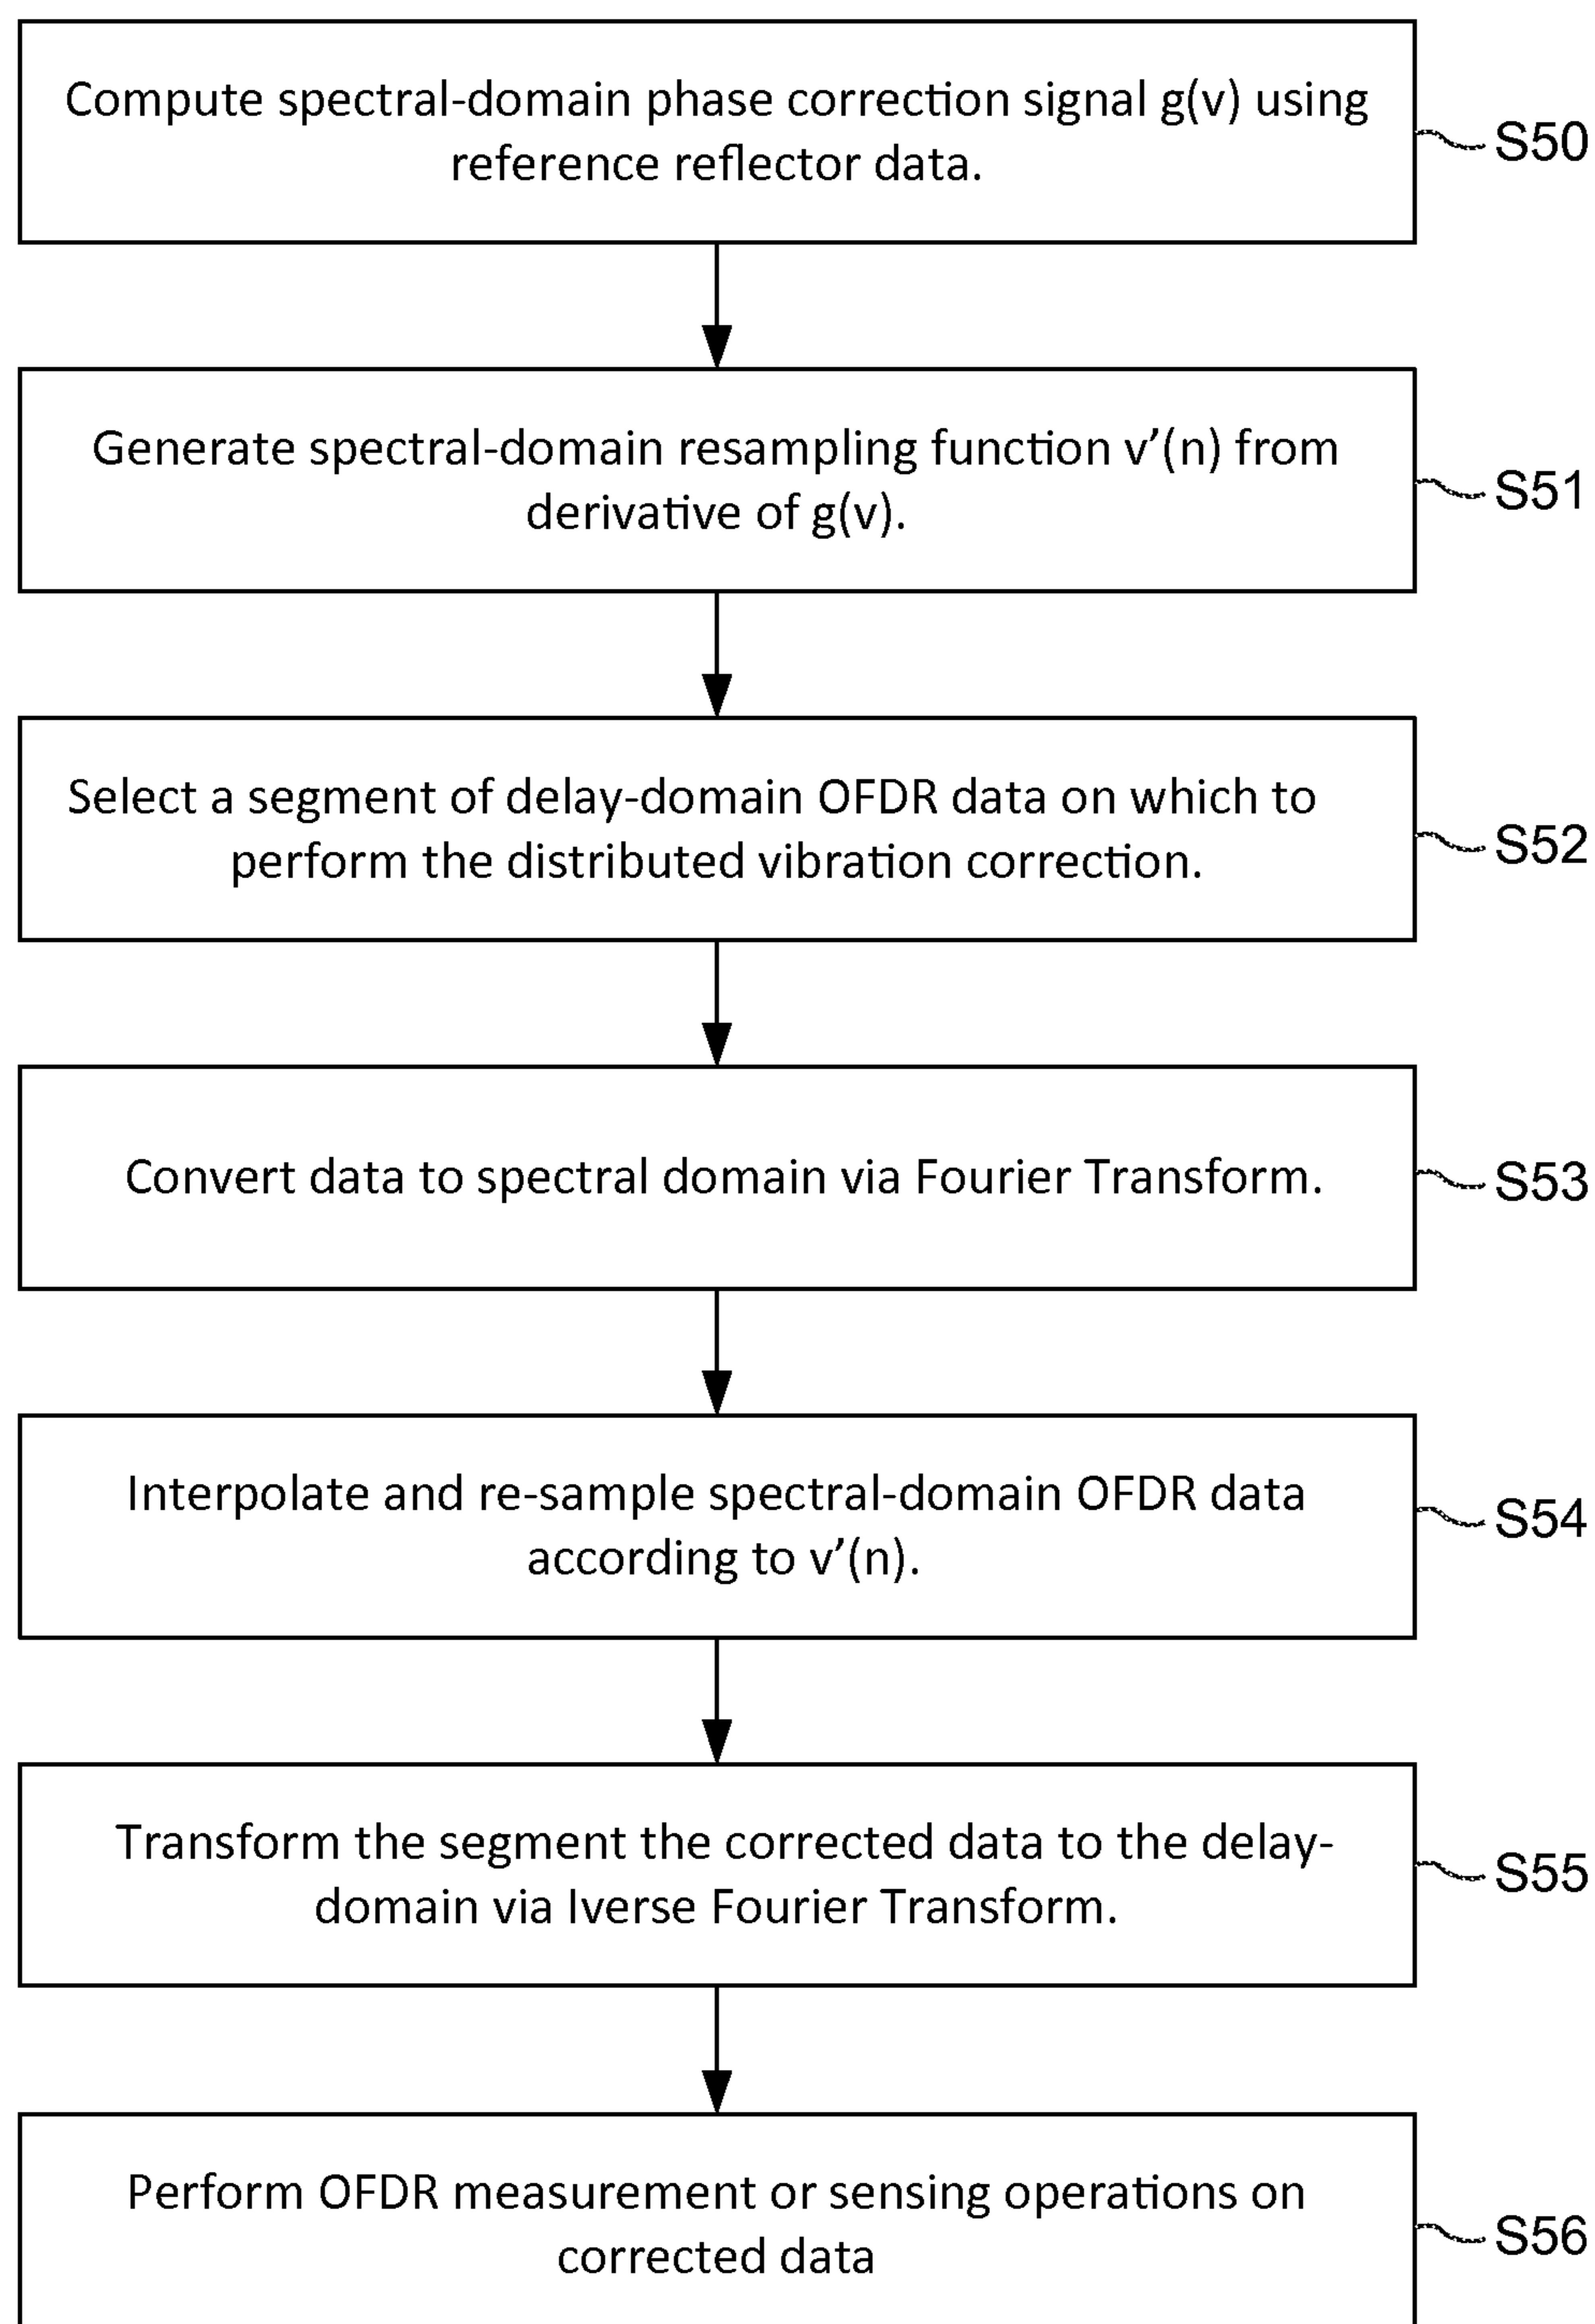 Compute spectral-domain phase correction signal g(v) using
reference reflector data.
S50
Generate spectral-domain resampling function v’(n) from
derivative of g(v).
S51
Select a segment of delay-domain OFDR data on which to
perform the distributed vibration correction.
S52
Convert data to spectral domain via Fourier Transform.
S53
Interpolate and re-sample spectral-domain OFDR data
according to v’(n).
S54
Transform the segment the corrected data to the delay-
domain via Iverse Fourier Transform.
S55
Perform OFDR measurement or sensing operations on
corrected data
S56